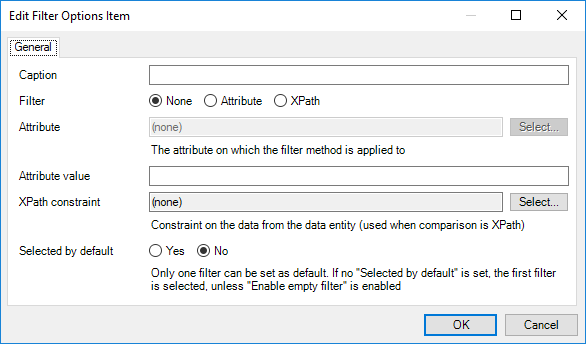 Edit Filter Options Item
General
Caption
Filter None Attribute XPath
Attribute (none) Select...
The attribute on which the filter method is applied to
Attribute value
XPath constraint (none) Select...
Constraint on the data from the data entity (used when comparison is XPath)
Selected by default Yes No
Only one filter can be set as default. If no "Selected by default" is set, the first filter
is selected, unless "Enable empty filter" is enabled
OK Cancel